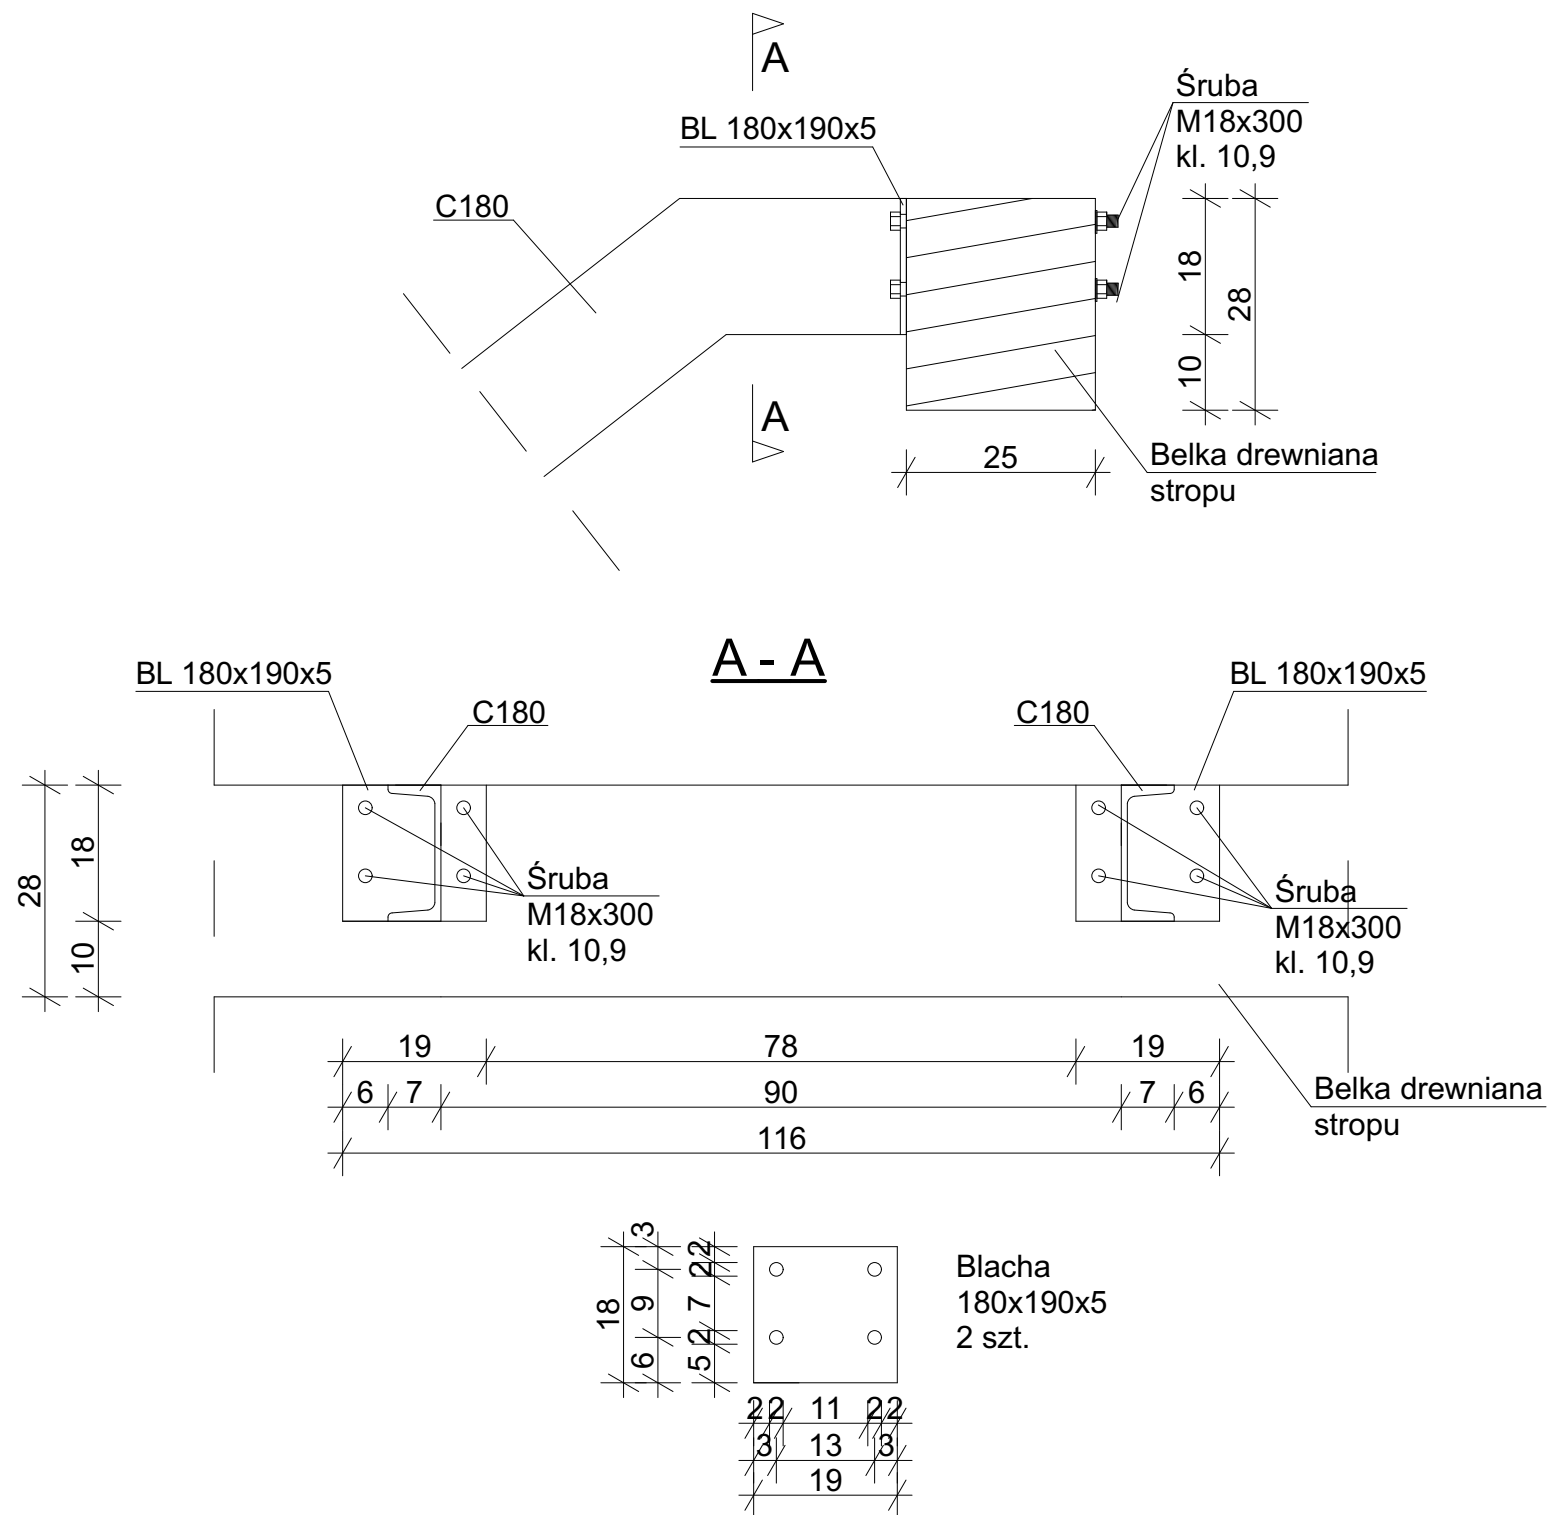 A
Śruba
M18x300
kl. 10,9
BL 180x190x5
C180
18
28
10
A
25
Belka drewniana
stropu
A - A
BL 180x190x5
C180
C180
BL 180x190x5
28
18
10
Śruba
M18x300
kl. 10,9
Śruba
M18x300
kl. 10,9
19
78
19
6
7
90
7
6
116
Belka drewniana
stropu
18
3
9
6
2
2
7
2
5
Blacha
180x190x5
2 szt.
2
2
11
2
2
3
13
3
19